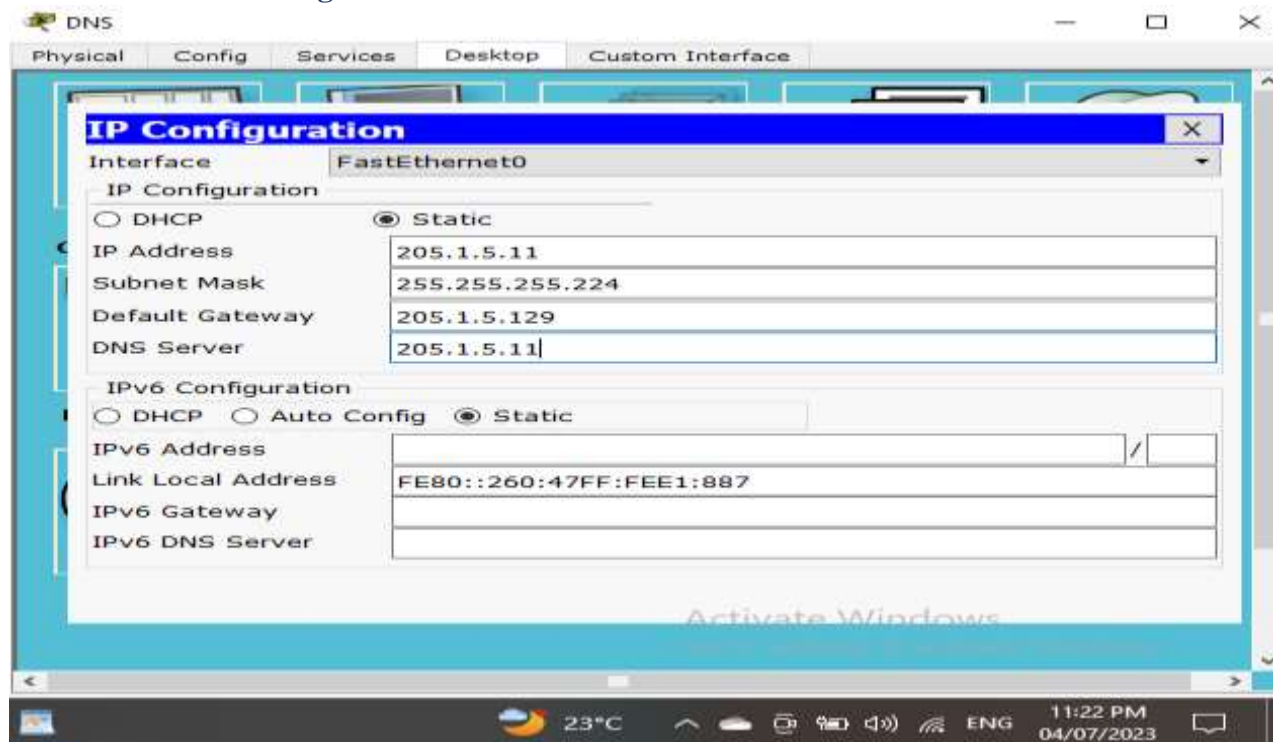 DNS
Physical Config Services Desktop Custom Interface
IP Configuration
Interface FastEthernet0
IP Configuration
DHCP Static
IP Address 205.1.5.11
Subnet Mask 255.255.255.224
Default Gateway 205.1.5.129
DNS Server 205.1.5.11
IPv6 Configuration
DHCP Auto Config Static
IPv6 Address /
Link Local Address FE80::260:47FF:FEE1:887
IPv6 Gateway
IPv6 DNS Server
Activate Windows
23°C ENG 11:22 PM
04/07/2023